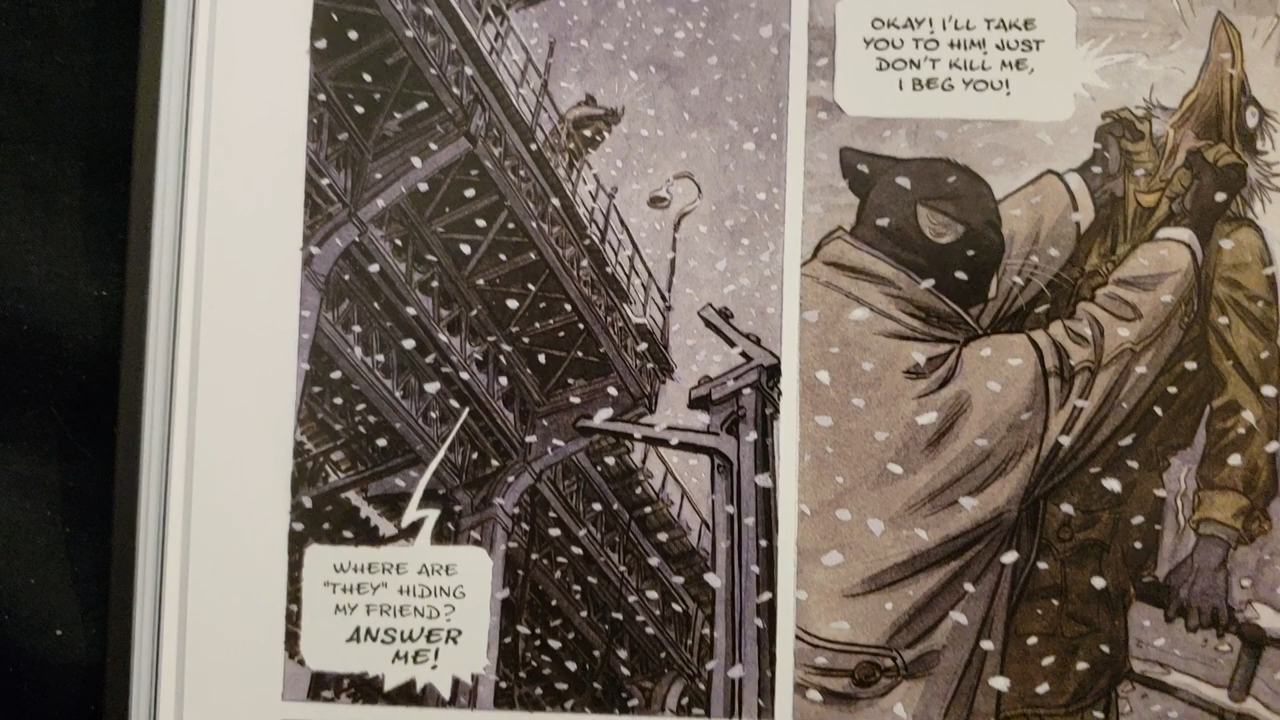 WHERE ARE
"THEY" HIDING
MY FRIEND?
ANSWER
ME!
OKAY! I'LL TAKE
YOU TO HIM! JUST
DON'T KILL ME,
I BEG YOU!